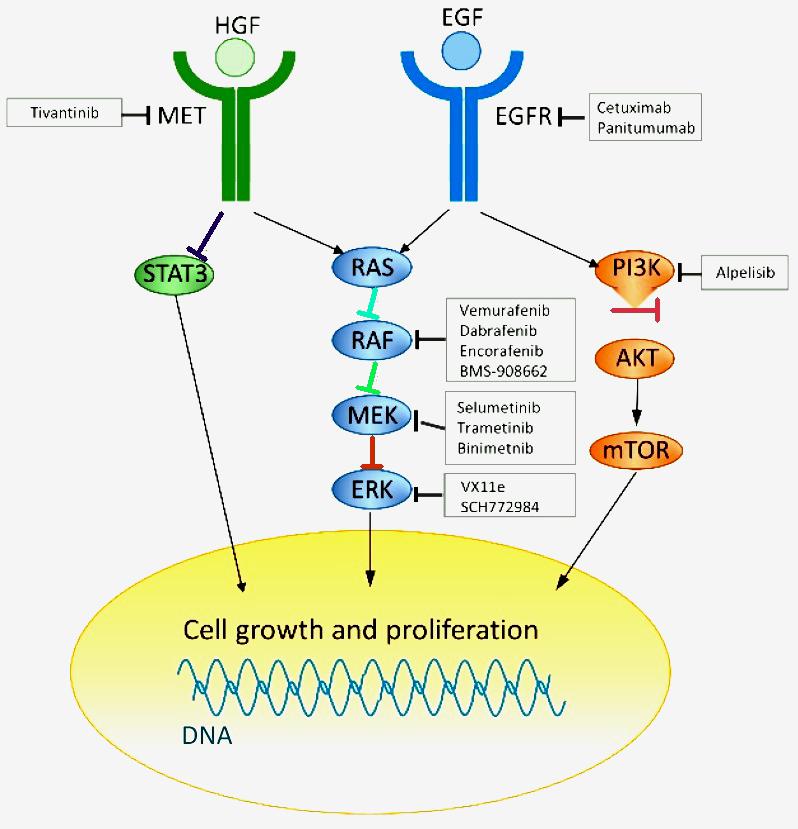 HGF
EGF
Tivantinib
MET
EGFR
Cetuximab
Panitumumab
STAT3
RAS
PI3K
Alpelisib
RAF
Vemurafenib
Dabrafenib
Encorafenib
BMS-908662
AKT
MEK
Selumetinib
Trametinib
Binimetnib
mTOR
ERK
VX11e
SCH772984
Cell growth and proliferation
DNA